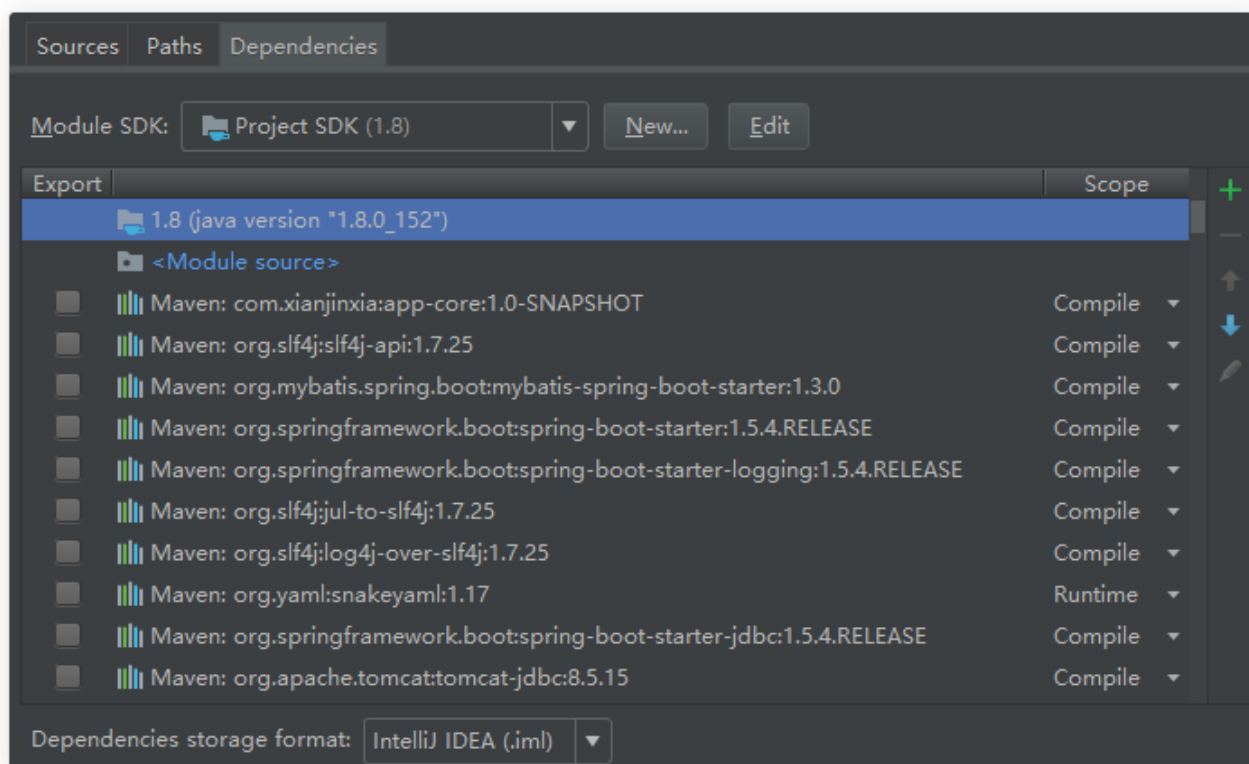 Sources Paths Dependencies
Module SDK: Project SDK (1.8) New... Edit
Export Scope
1.8 (java version "1.8.0_152")
<Module source>
Maven: com.xianjinxia:app-core:1.0-SNAPSHOT Compile
Maven: org.slf4j:slf4j-api:1.7.25 Compile
Maven: org.mybatis.spring.boot:mybatis-spring-boot-starter:1.3.0 Compile
Maven: org.springframework.boot:spring-boot-starter:1.5.4.RELEASE Compile
Maven: org.springframework.boot:spring-boot-starter-logging:1.5.4.RELEASE Compile
Maven: org.slf4j:jul-to-slf4j:1.7.25 Compile
Maven: org.slf4j:log4j-over-slf4j:1.7.25 Compile
Maven: org.yaml:snakeyaml:1.17 Runtime
Maven: org.springframework.boot:spring-boot-starter-jdbc:1.5.4.RELEASE Compile
Maven: org.apache.tomcat:tomcat-jdbc:8.5.15 Compile
Dependencies storage format: IntelliJ IDEA (.iml)